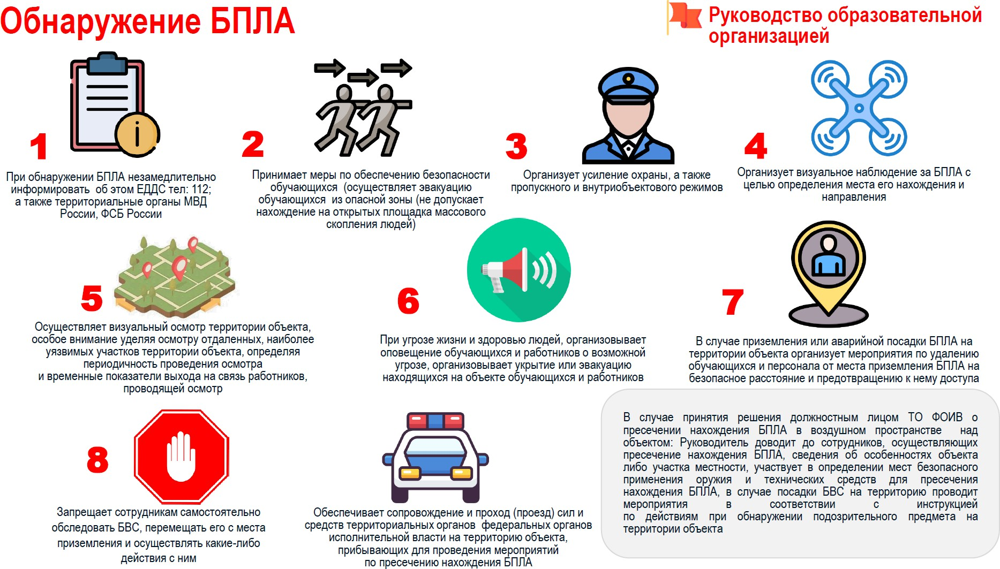 Обнаружение БПЛА
Руководство образовательной
организацией
1
При обнаружении БПЛА незамедлительно
информировать об этом ЕДДС тел: 112;
а также территориальные органы МВД
России, ФСБ России
2
Принимает меры по обеспечению безопасности
обучающихся (осуществляет эвакуацию
обучающихся из опасной зоны (не допускает
нахождение на открытых площадка массового
скопления людей)
3
Организует усиление охраны, а также
пропускного и внутриобъектового режимов
4
Организует визуальное наблюдение за БПЛА с
целью определения места его нахождения и
направления
5
Осуществляет визуальный осмотр территории объекта,
особое внимание уделяя осмотру отдаленных, наиболее
уязвимых участков территории объекта, определяя
периодичность проведения осмотра
и временные показатели выхода на связь работников,
проводящей осмотр
6
При угрозе жизни и здоровью людей, организовывает
оповещение обучающихся и работников о возможной
угрозе, организовывает укрытие или эвакуацию
находящихся на объекте обучающихся и работников
7
В случае приземления или аварийной посадки БПЛА на
территории объекта организует мероприятия по удалению
обучающихся и персонала от места приземления БПЛА на
безопасное расстояние и предотвращению к нему доступа
8
Запрещает сотрудникам самостоятельно
обследовать БВС, перемещать его с места
приземления и осуществлять какие-либо
действия с ним
Обеспечивает сопровождение и проход (проезд) сил и
средств территориальных органов федеральных органов
исполнительной власти на территорию объекта,
прибывающих для проведения мероприятий
по пресечению нахождения БПЛА
В случае принятия решения должностным лицом ТО ФОИВ о
пресечении нахождения БПЛА в воздушном пространстве над
объектом: Руководитель доводит до сотрудников, осуществляющих
пресечение нахождения БПЛА, сведения об особенностях объекта
либо участка местности, участвует в определении мест безопасного
применения оружия и технических средств для пресечения
нахождения БПЛА, в случае посадки БВС на территорию проводит
мероприятия в соответствии с инструкцией
по действиям при обнаружении подозрительного предмета на
территории объекта